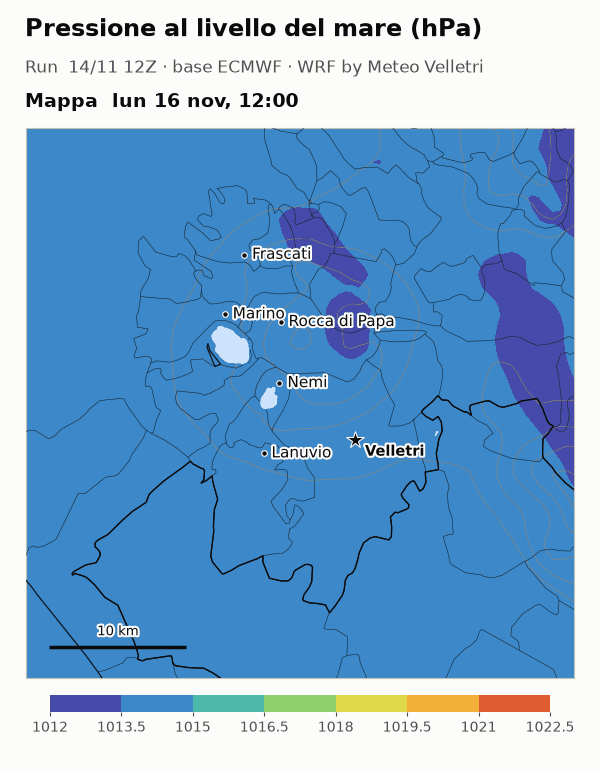 Pressione al livello del mare (hPa)
Run  14/11 12Z · base ECMWF · WRF by Meteo Velletri
Mappa  lun 16 nov, 12:00
Frascati
Marino
Rocca di Papa
Nemi
Lanuvio
Velletri
10 km
1012 1013.5 1015 1016.5 1018 1019.5 1021 1022.5